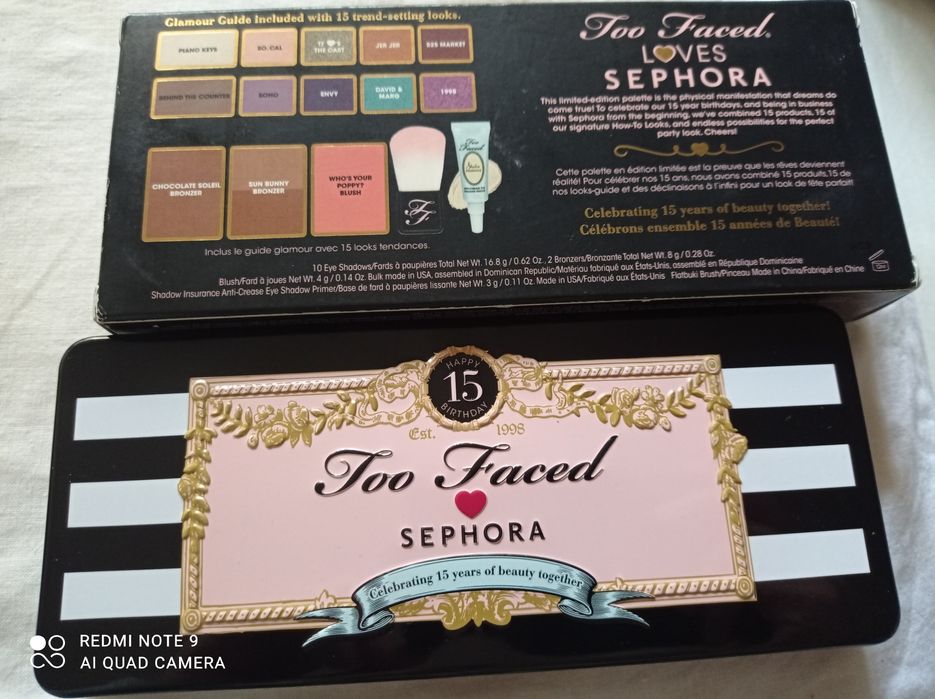 Glamour Guide included with 15 trend-setting looks.
PIANO KEYS
SO. CAL
THE COAST
JER JER
525 MARKET
BEHIND THE COUNTER
SOHO
ENVY
DAVID &
MARG
1998
CHOCOLATE SOLEIL
BRONZER
SUN BUNNY
BRONZER
WHO'S YOUR
POPPY?
BLUSH
Too Faced
Inclus le guide glamour avec 15 looks tendances.
Too Faced.
LOVES
SEPHORA
This limited-edition palette is the physical manifestation that dreams do
come true! To celebrate our 15 year birthdays, and being in business
with Sephora from the beginning, we've combined 15 products, 15 of
our signature How-To Looks, and endless possibilities for the perfect
party look. Cheers!
Cette palette en édition limitée est la preuve que les rêves deviennent
réalité! Pour célébrer nos 15 ans, nous avons combiné 15 produits,15 de
nos looks-guide et des déclinaisons à l'infini pour un look de fête parfait
Celebrating 15 years of beauty together!
Célébrons ensemble 15 années de Beauté!
10 Eye Shadows/Fards à paupières Total Net Wt. 16.8 g / 0.62 Oz., 2 Bronzers/Bronzante Total Net Wt. 8 g / 0.28 Oz.
Blush/Fard à joues Net Wt. 4 g / 0.14 Oz. Bulk made in USA, assembled in Dominican Republic/Matériau fabriqué aux États-Unis, assemblé en République Dominicaine
Shadow Insurance Anti-Crease Eye Shadow Primer/Base de fard à paupières lissante Net Wt. 3 g / 0.11 Oz. Made in USA/Fabriqué aux États-Unis Flatbuki Brush/Pinceau Made in China/Fabriqué en Chine
HAPPY
15
BIRTHDAY
Est. 1998
Too Faced
SEPHORA
Celebrating 15 years of beauty together
REDMI NOTE 9
AI QUAD CAMERA